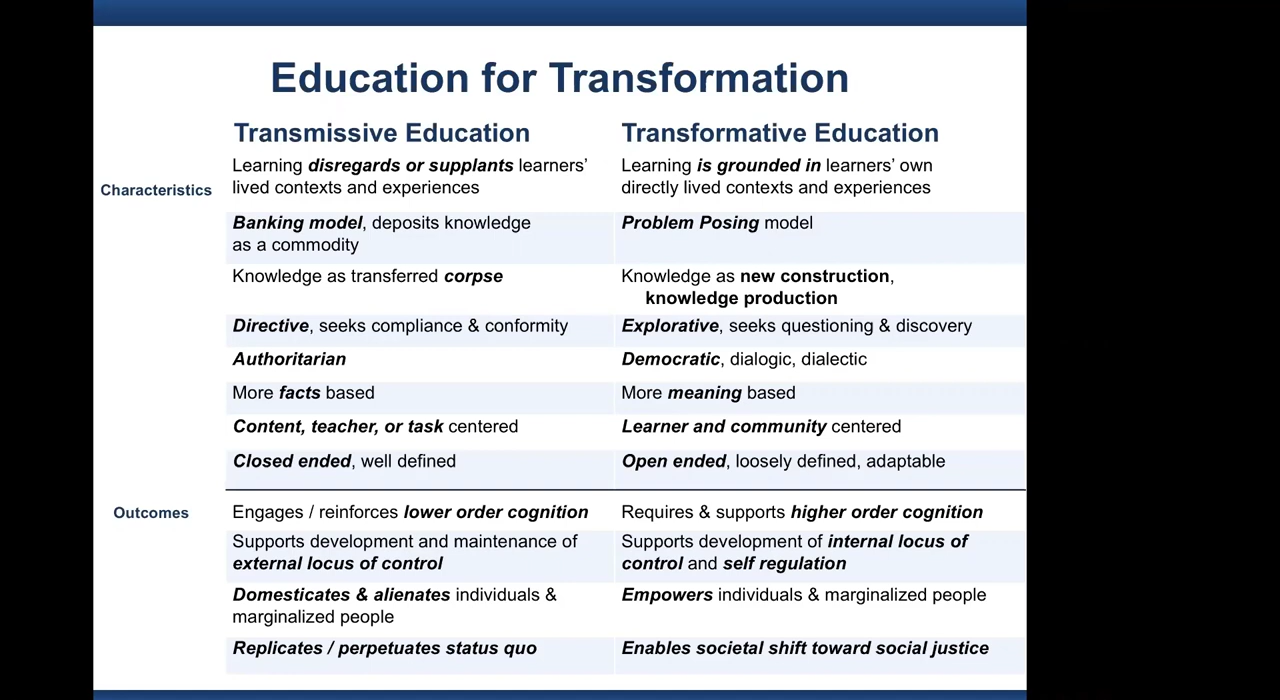 Education for Transformation
Transmissive Education
Transformative Education
Characteristics
Learning disregards or supplants learners’
lived contexts and experiences
Learning is grounded in learners’ own
directly lived contexts and experiences
Banking model, deposits knowledge
as a commodity
Problem Posing model
Knowledge as transferred corpse
Knowledge as new construction,
knowledge production
Directive, seeks compliance & conformity
Explorative, seeks questioning & discovery
Authoritarian
Democratic, dialogic, dialectic
More facts based
More meaning based
Content, teacher, or task centered
Learner and community centered
Closed ended, well defined
Open ended, loosely defined, adaptable
Outcomes
Engages / reinforces lower order cognition
Requires & supports higher order cognition
Supports development and maintenance of
external locus of control
Supports development of internal locus of
control and self regulation
Domesticates & alienates individuals &
marginalized people
Empowers individuals & marginalized people
Replicates / perpetuates status quo
Enables societal shift toward social justice